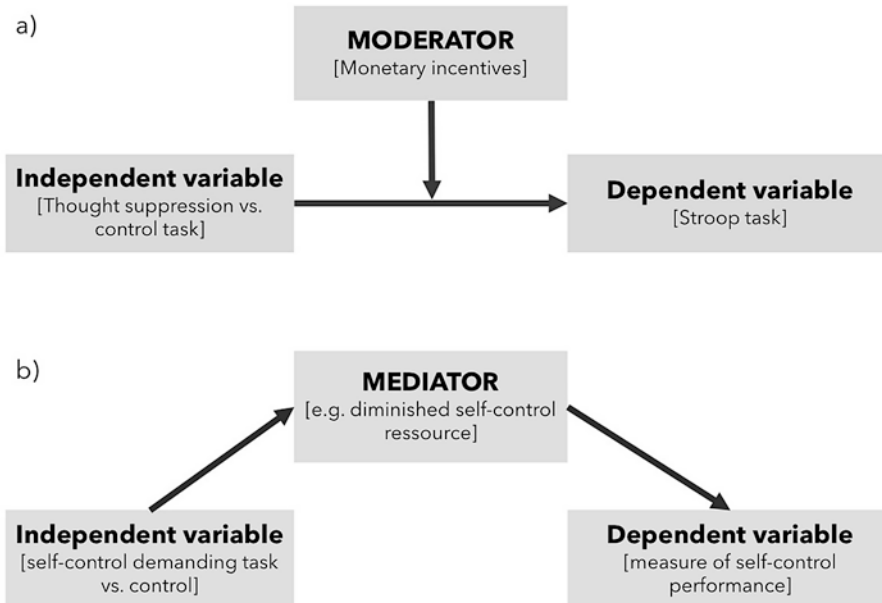 a)
MODERATOR
[Monetary incentives]
Independent variable
[Thought suppression vs.
control task]
Dependent variable
[Stroop task]
b)
MEDIATOR
[e.g. diminished self-control
ressource]
Independent variable
[self-control demanding task
vs. control]
Dependent variable
[measure of self-control
performance]